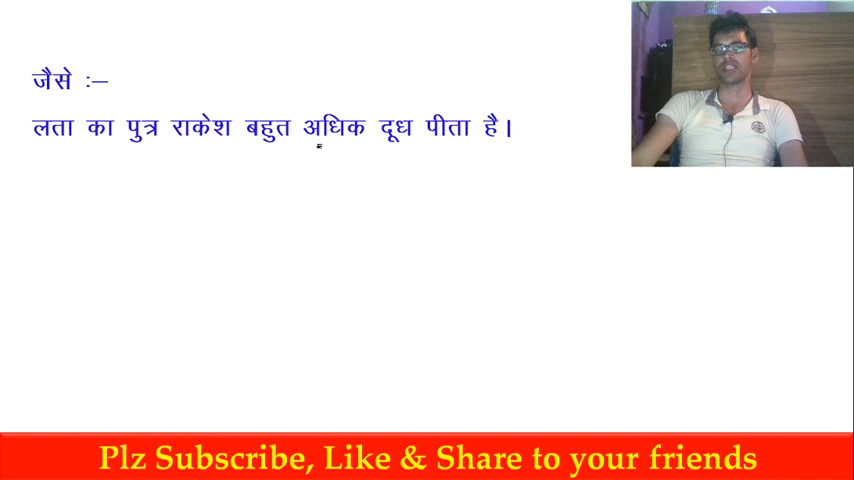 जैसे :–
लता का पुत्र राकेश बहुत अधिक दूध पीता है।
Plz Subscribe, Like & Share to your friends